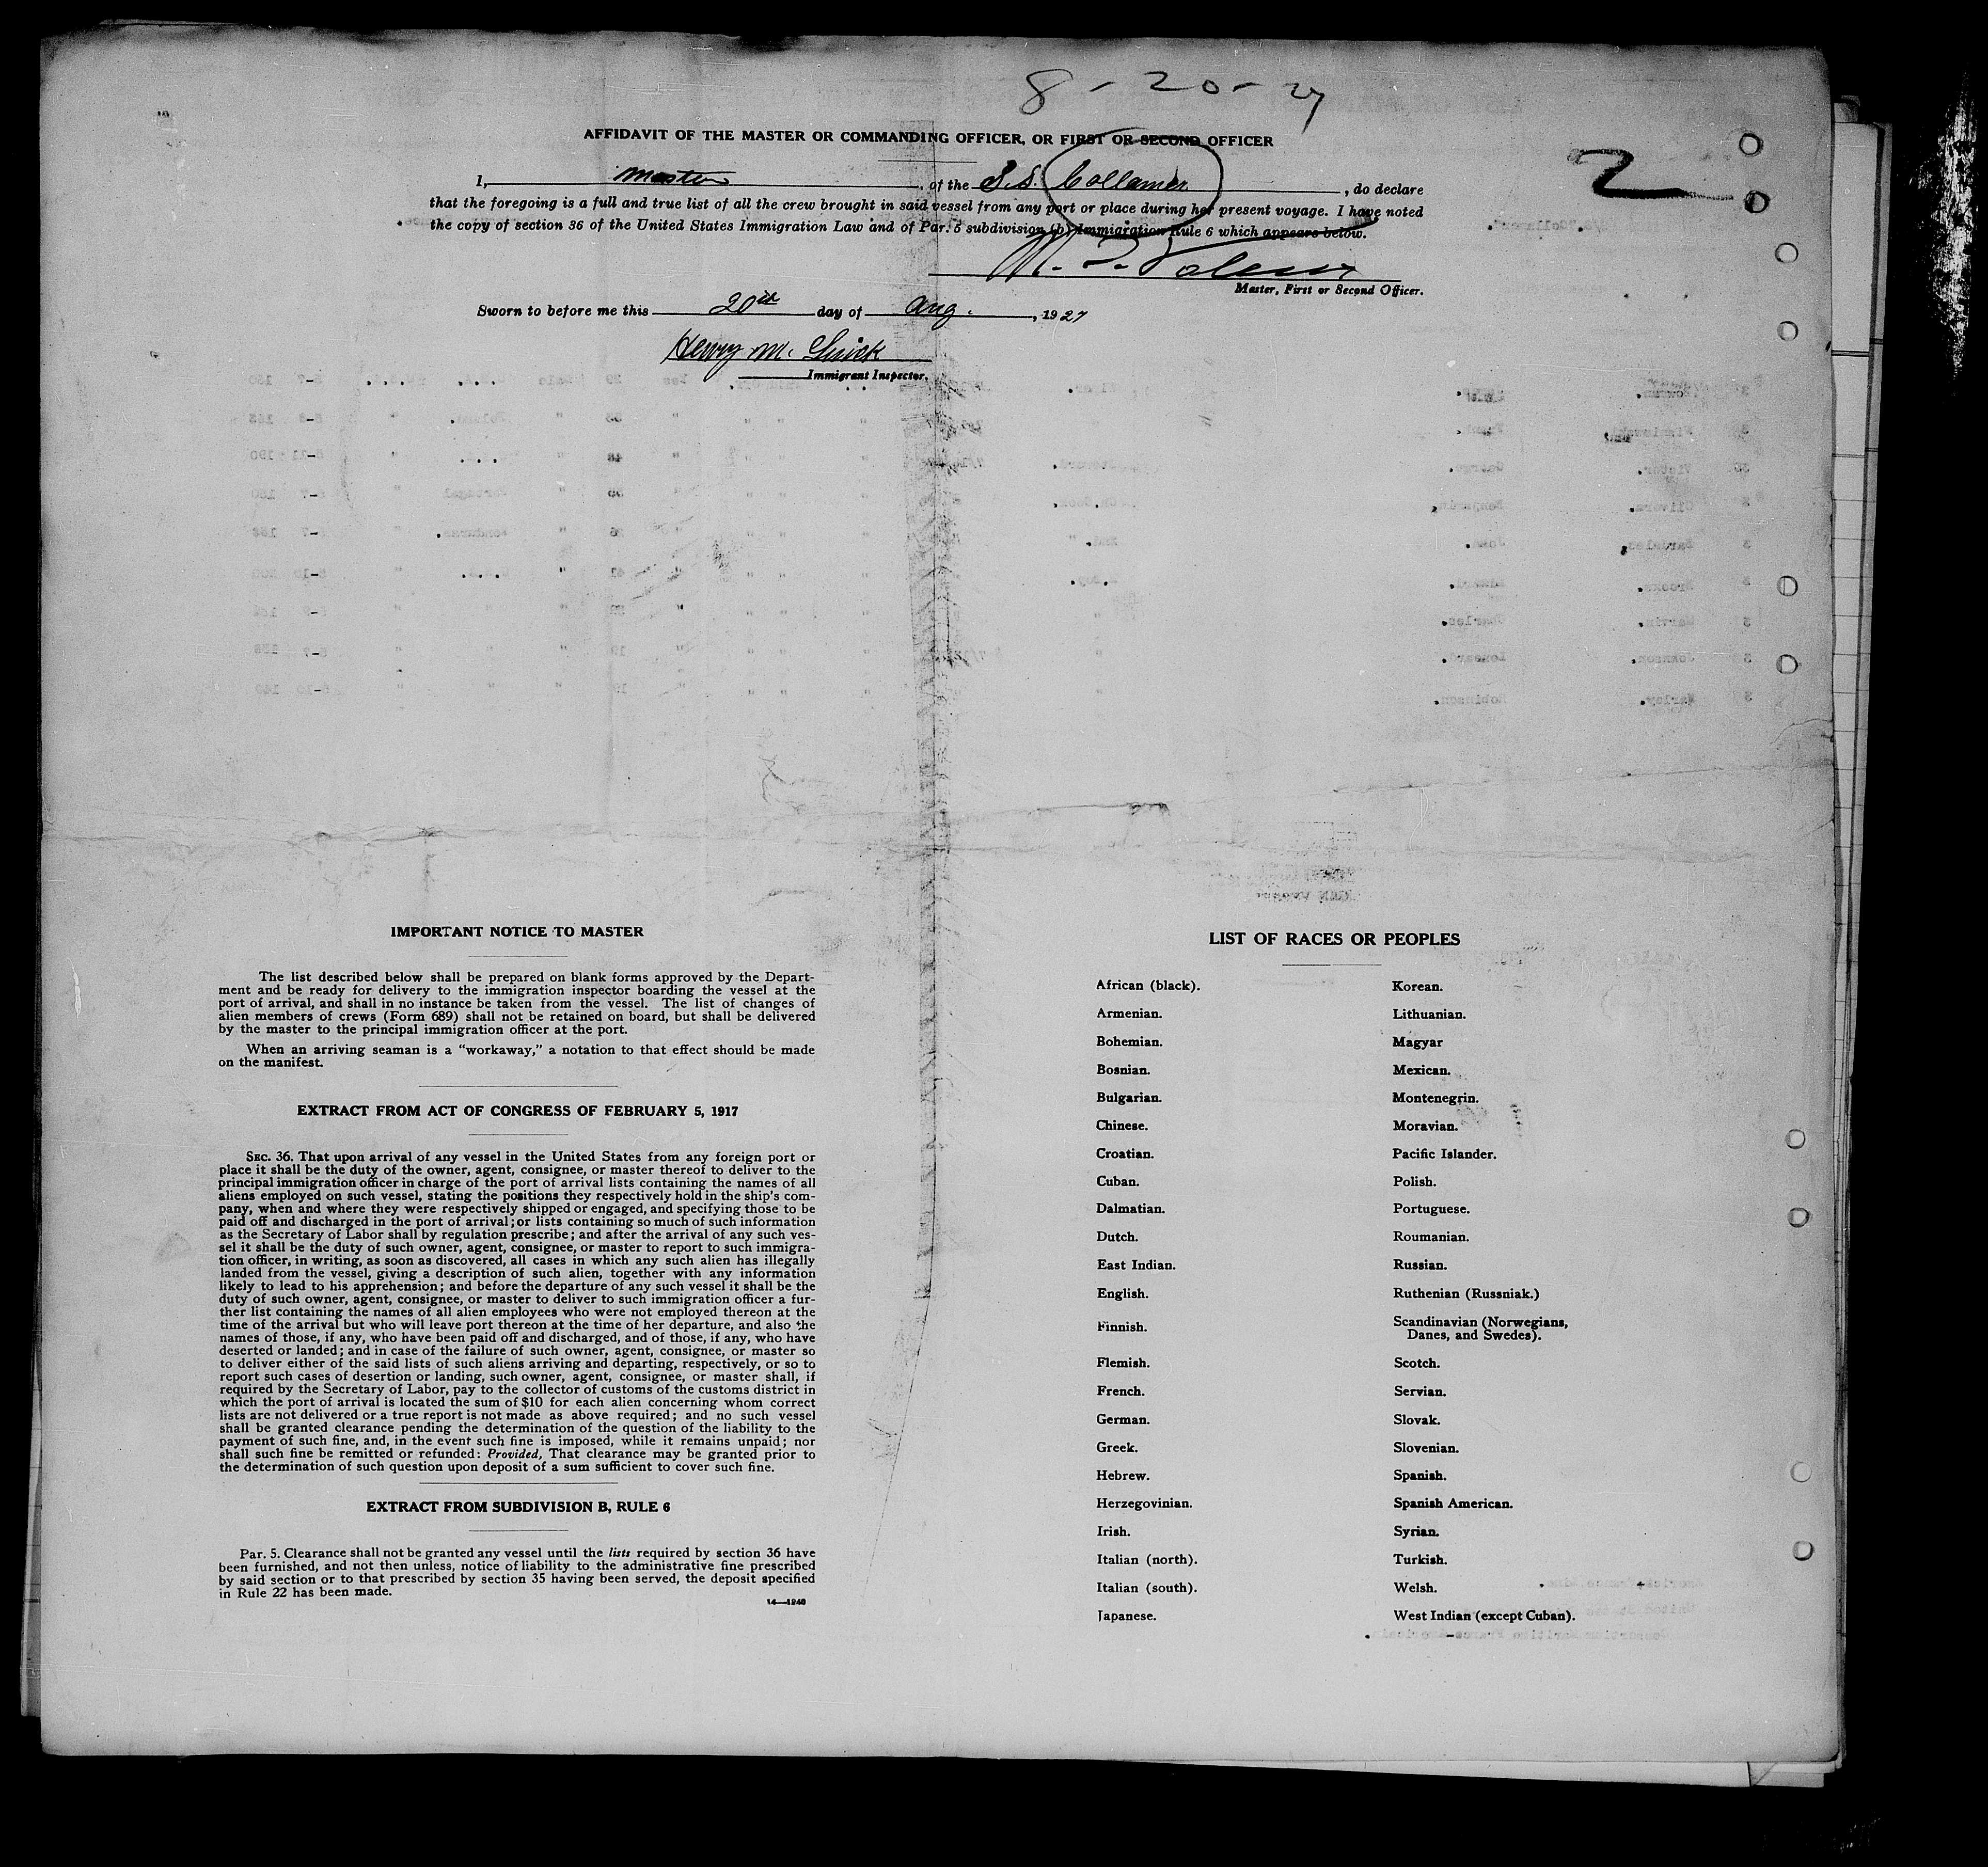 8-20-27
AFFIDAVIT OF THE MASTER OR COMMANDING OFFICER, OR FIRST OR SECOND OFFICER
2
I, master, of the S.S. Collamer, do declare
that the foregoing is a full and true list of all the crew brought in said vessel from any port or place during her present voyage. I have noted
the copy of section 36 of the United States Immigration Law and of Par. 5 subdivision (b) Immigration Rule 6 which appears below.
Master, First or Second Officer.
Sworn to before me this 20th day of Aug., 1927
Henry M.
Immigrant Inspector.
IMPORTANT NOTICE TO MASTER
The list described below shall be prepared on blank forms approved by the Depart-
ment and be ready for delivery to the immigration inspector boarding the vessel at the
port of arrival, and shall in no instance be taken from the vessel. The list of changes of
alien members of crews (Form 689) shall not be retained on board, but shall be delivered
by the master to the principal immigration officer at the port.
When an arriving seaman is a "workaway," a notation to that effect should be made
on the manifest.
EXTRACT FROM ACT OF CONGRESS OF FEBRUARY 5, 1917
SEC. 36. That upon arrival of any vessel in the United States from any foreign port or
place it shall be the duty of the owner, agent, consignee, or master thereof to deliver to the
principal immigration officer in charge of the port of arrival lists containing the names of all
aliens employed on such vessel, stating the positions they respectively hold in the ship's com-
pany, when and where they were respectively shipped or engaged, and specifying those to be
paid off and discharged in the port of arrival; or lists containing so much of such information
as the Secretary of Labor shall by regulation prescribe; and after the arrival of any such ves-
sel it shall be the duty of such owner, agent, consignee, or master to report to such immigra-
tion officer, in writing, as soon as discovered, all cases in which any such alien has illegally
landed from the vessel, giving a description of such alien, together with any information
likely to lead to his apprehension; and before the departure of any such vessel it shall be the
duty of such owner, agent, consignee, or master to deliver to such immigration officer a fur-
ther list containing the names of all alien employees who were not employed thereon at the
time of the arrival but who will leave port thereon at the time of her departure, and also the
names of those, if any, who have been paid off and discharged, and of those, if any, who have
deserted or landed; and in case of the failure of such owner, agent, consignee, or master so
to deliver either of the said lists of such aliens arriving and departing, respectively, or so to
report such cases of desertion or landing, such owner, agent, consignee, or master shall, if
required by the Secretary of Labor, pay to the collector of customs of the customs district in
which the port of arrival is located the sum of $10 for each alien concerning whom correct
lists are not delivered or a true report is not made as above required; and no such vessel
shall be granted clearance pending the determination of the question of the liability to the
payment of such fine, and, in the event such fine is imposed, while it remains unpaid; nor
shall such fine be remitted or refunded: Provided, That clearance may be granted prior to
the determination of such question upon deposit of a sum sufficient to cover such fine.
EXTRACT FROM SUBDIVISION B, RULE 6
Par. 5. Clearance shall not be granted any vessel until the lists required by section 36 have
been furnished, and not then unless, notice of liability to the administrative fine prescribed
by said section or to that prescribed by section 35 having been served, the deposit specified
in Rule 22 has been made.
14—1240
LIST OF RACES OR PEOPLES
African (black).
Armenian.
Bohemian.
Bosnian.
Bulgarian.
Chinese.
Croatian.
Cuban.
Dalmatian.
Dutch.
East Indian.
English.
Finnish.
Flemish.
French.
German.
Greek.
Hebrew.
Herzegovinian.
Irish.
Italian (north).
Italian (south).
Japanese.
Korean.
Lithuanian.
Magyar
Mexican.
Montenegrin.
Moravian.
Pacific Islander.
Polish.
Portuguese.
Roumanian.
Russian.
Ruthenian (Russniak.)
Scandinavian (Norwegians,
Danes, and Swedes).
Scotch.
Servian.
Slovak.
Slovenian.
Spanish.
Spanish American.
Syrian.
Turkish.
Welsh.
West Indian (except Cuban).